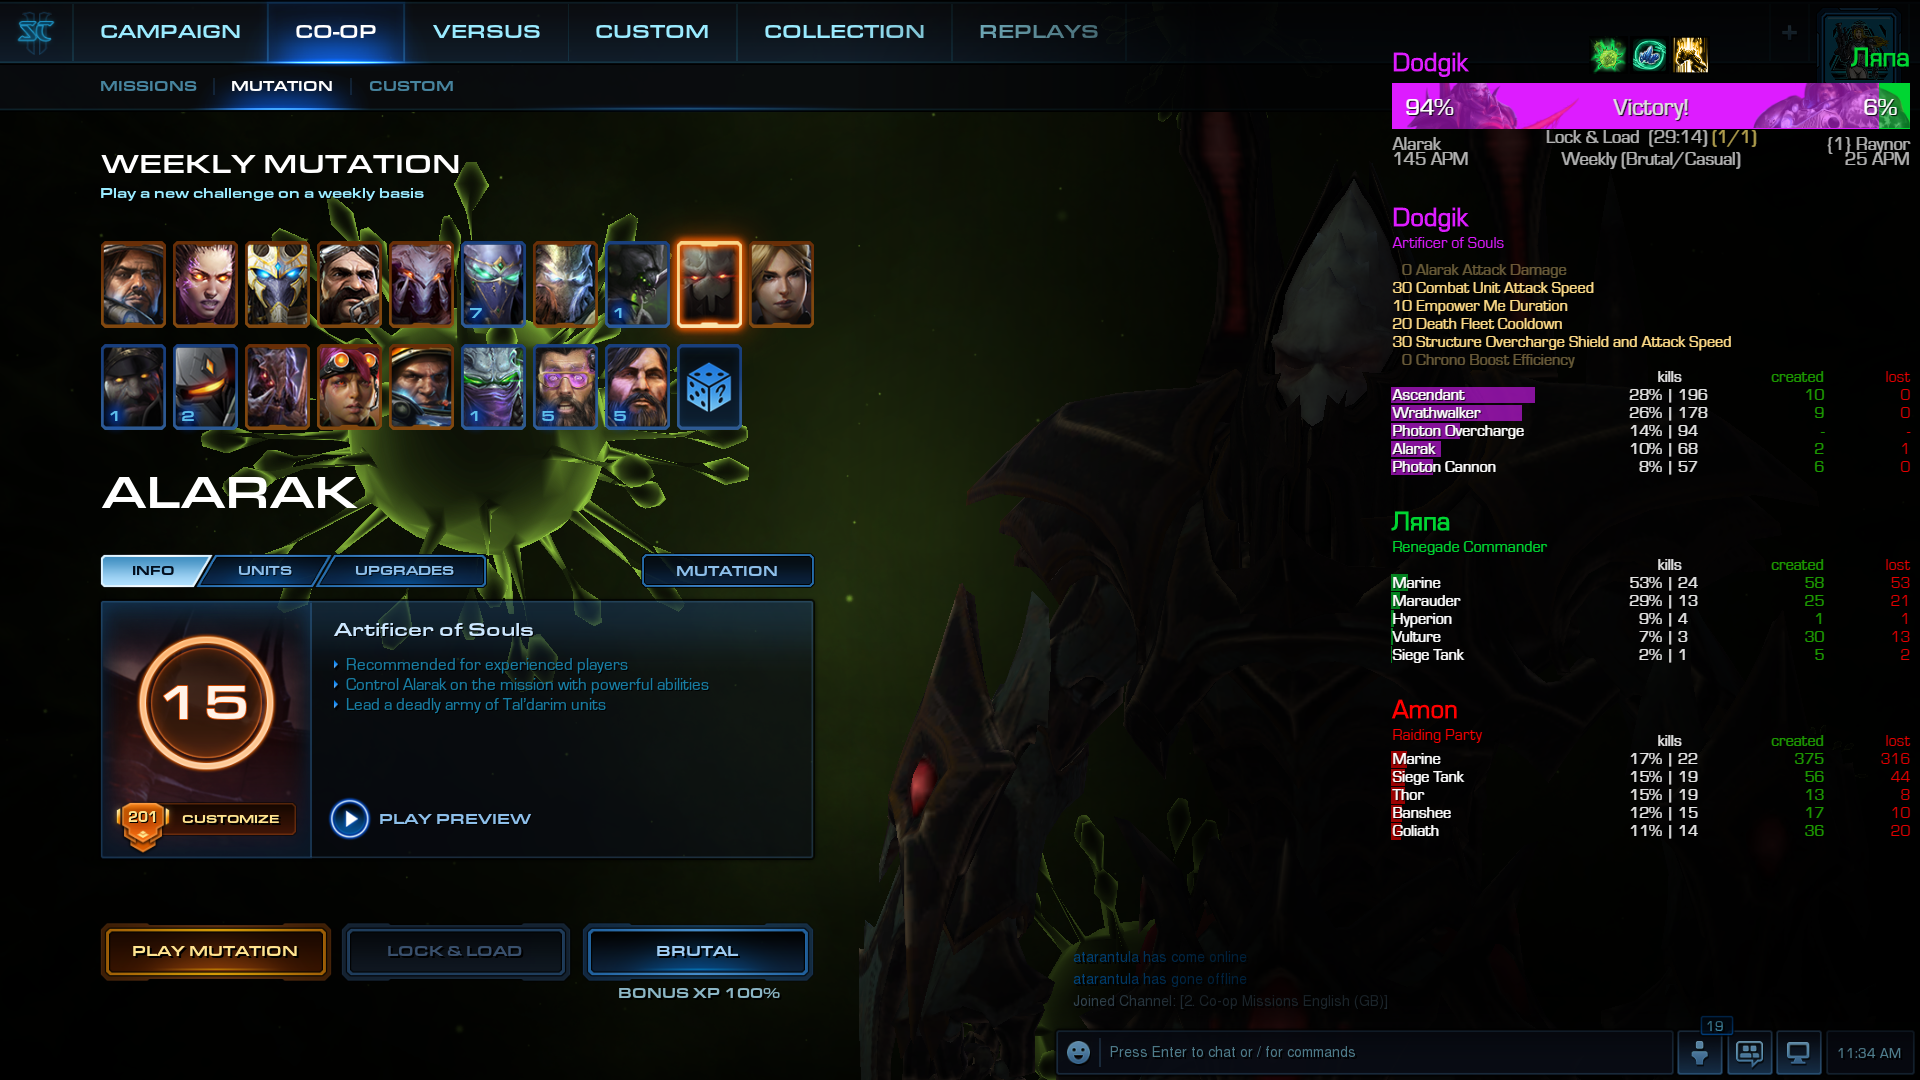 CAMPAIGN CO-OP VERSUS CUSTOM COLLECTION REPLAYS
MISSIONS MUTATION CUSTOM
WEEKLY MUTATION
Play a new challenge on a weekly basis
7 1
1 2 1 5 5
ALARAK
INFO UNITS UPGRADES MUTATION
Artificer of Souls
Recommended for experienced players
Control Alarak on the mission with powerful abilities
Lead a deadly army of Tal'darim units
15
201 CUSTOMIZE
PLAY PREVIEW
PLAY MUTATION LOCK & LOAD BRUTAL
BONUS XP 100%
Dodgik Ляпа
94% Victory! 6%
Alarak Lock & Load (29:14) (1/1) {1} Raynor
145 APM Weekly (Brutal/Casual) 25 APM
Dodgik
Artificer of Souls
0 Alarak Attack Damage
30 Combat Unit Attack Speed
10 Empower Me Duration
20 Death Fleet Cooldown
30 Structure Overcharge Shield and Attack Speed
0 Chrono Boost Efficiency
kills created lost
Ascendant 28% | 196 10 0
Wrathwalker 26% | 178 9 0
Photon Overcharge 14% | 94 - -
Alarak 10% | 68 2 1
Photon Cannon 8% | 57 6 0
Ляпа
Renegade Commander
kills created lost
Marine 53% | 24 58 53
Marauder 29% | 13 25 21
Hyperion 9% | 4 1 1
Vulture 7% | 3 30 13
Siege Tank 2% | 1 5 2
Amon
Raiding Party
kills created lost
Marine 17% | 22 375 316
Siege Tank 15% | 19 56 44
Thor 15% | 19 13 8
Banshee 12% | 15 17 10
Goliath 11% | 14 36 20
atarantula has come online
atarantula has gone offline
Joined Channel: [2. Co-op Missions English (GB)]
Press Enter to chat or / for commands
19
11:34 AM